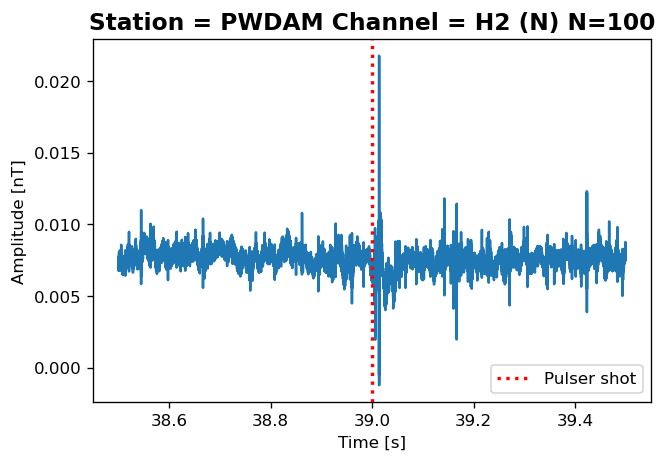 Station = PWDAM Channel = H2 (N) N=100
Amplitude [nT]
0.020
0.015
0.010
0.005
0.000
Pulser shot
38.6 38.8 39.0 39.2 39.4
Time [s]